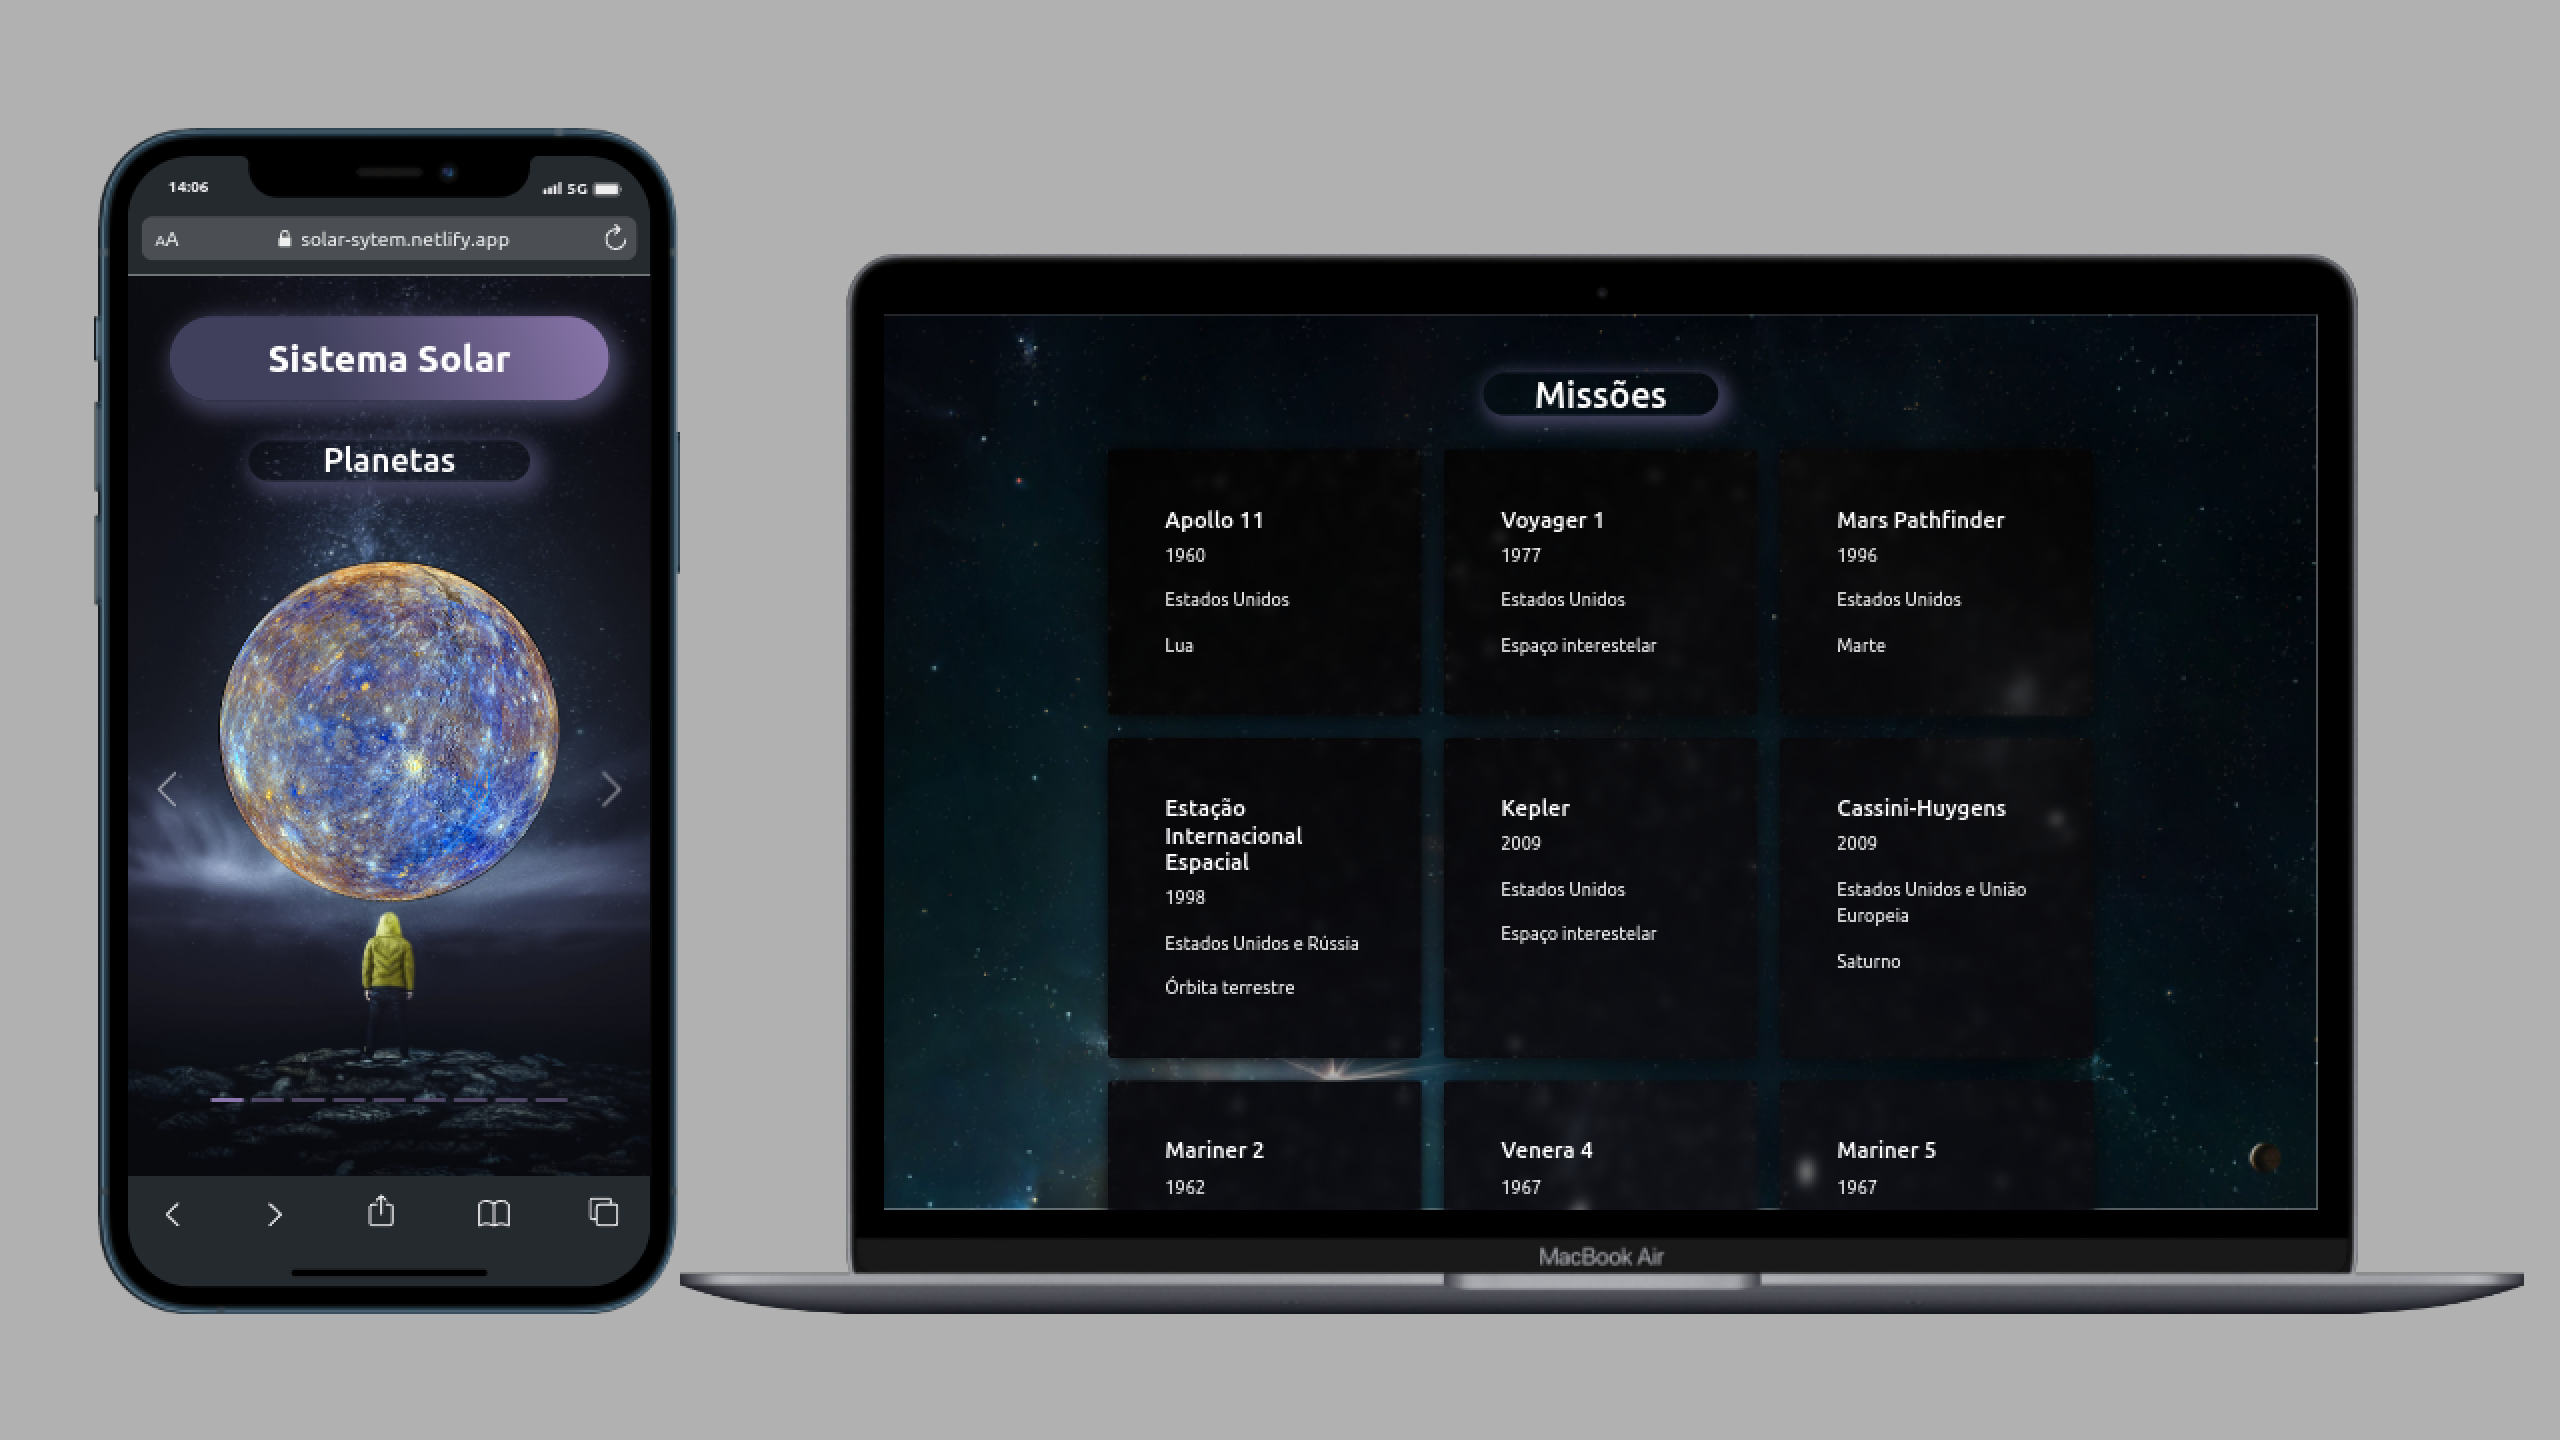 14:06
5G
AA
solar-sytem.netlify.app
Sistema Solar
Planetas
Missões
Apollo 11
1960
Estados Unidos
Lua
Voyager 1
1977
Estados Unidos
Espaço interestelar
Mars Pathfinder
1996
Estados Unidos
Marte
Estação
Internacional
Espacial
1998
Estados Unidos e Rússia
Órbita terrestre
Kepler
2009
Estados Unidos
Espaço interestelar
Cassini-Huygens
2009
Estados Unidos e União
Europeia
Saturno
Mariner 2
1962
Venera 4
1967
Mariner 5
1967
MacBook Air